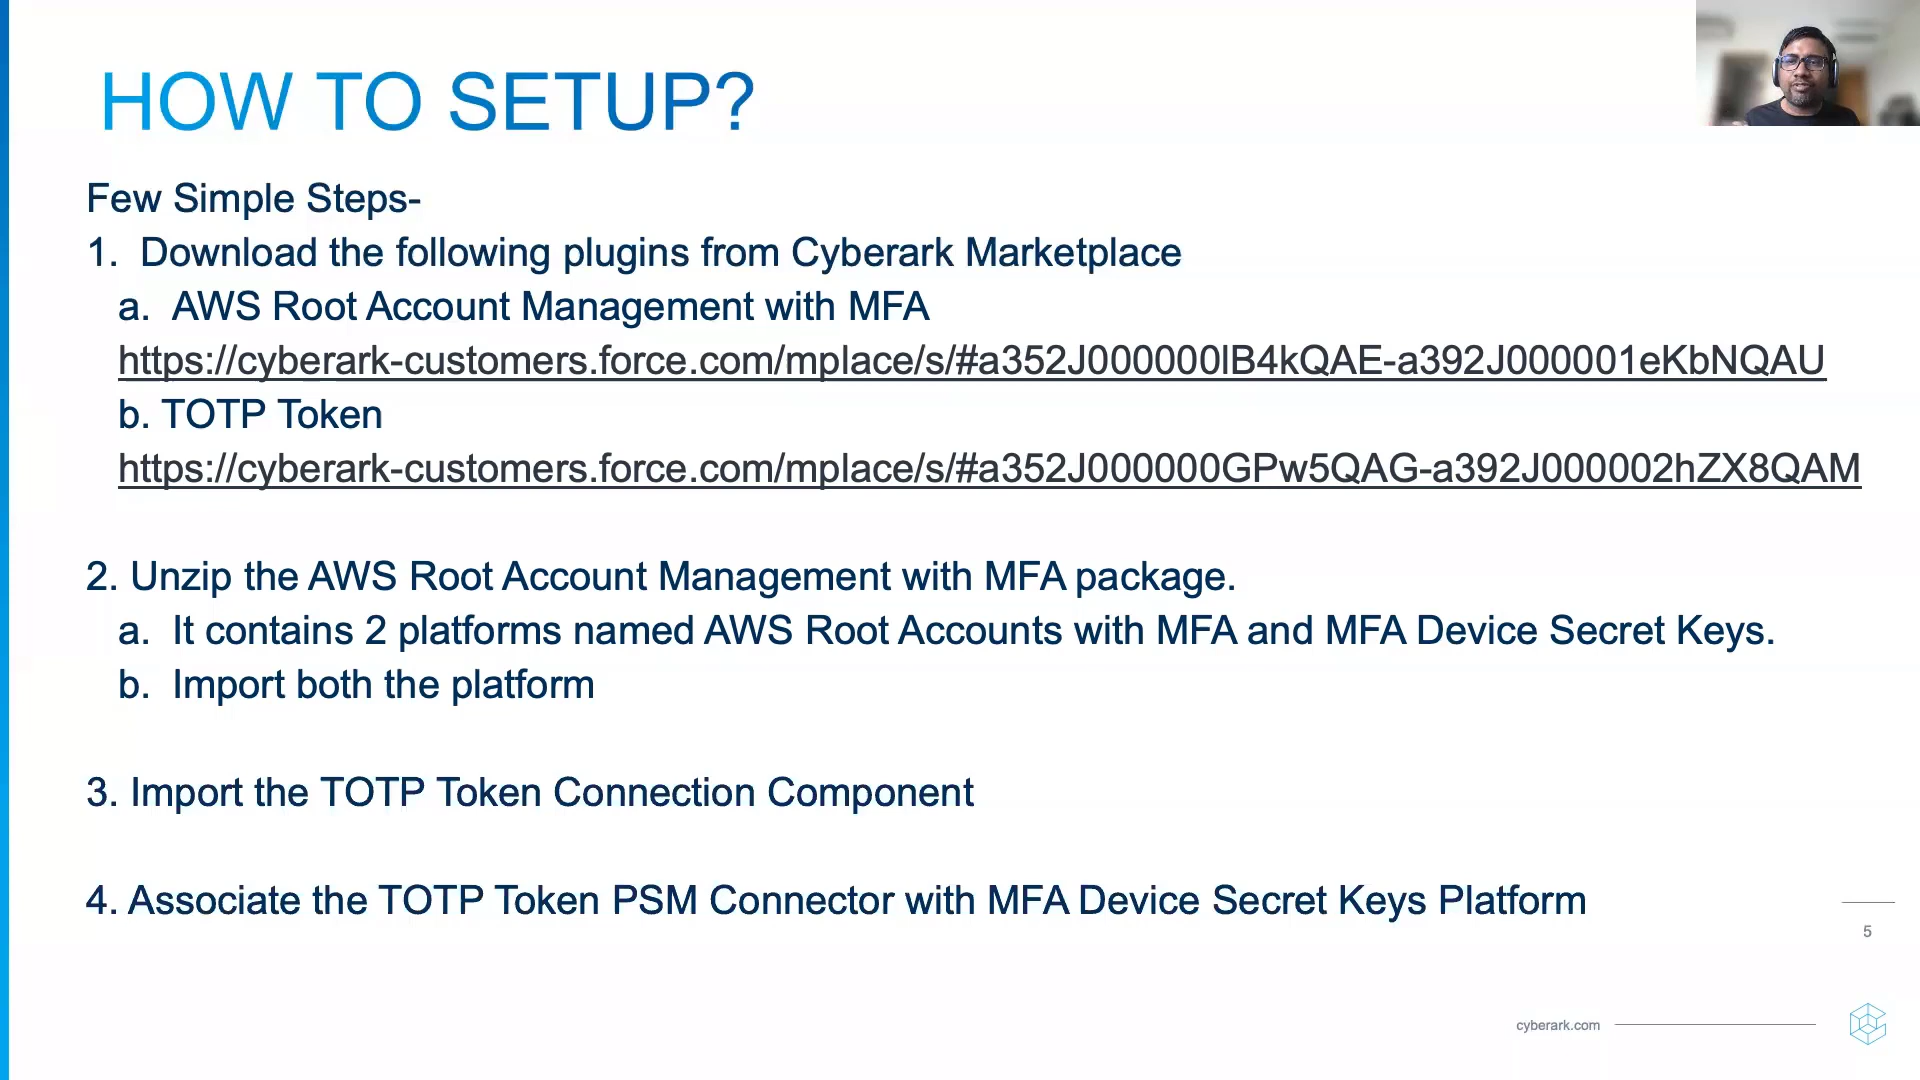 HOW TO SETUP?
Few Simple Steps-
1. Download the following plugins from Cyberark Marketplace
a. AWS Root Account Management with MFA
https://cyberark-customers.force.com/mplace/s/#a352J000000lB4kQAE-a392J000001eKbNQAU
b. TOTP Token
https://cyberark-customers.force.com/mplace/s/#a352J000000GPw5QAG-a392J000002hZX8QAM
2. Unzip the AWS Root Account Management with MFA package.
a. It contains 2 platforms named AWS Root Accounts with MFA and MFA Device Secret Keys.
b. Import both the platform
3. Import the TOTP Token Connection Component
4. Associate the TOTP Token PSM Connector with MFA Device Secret Keys Platform
5
cyberark.com